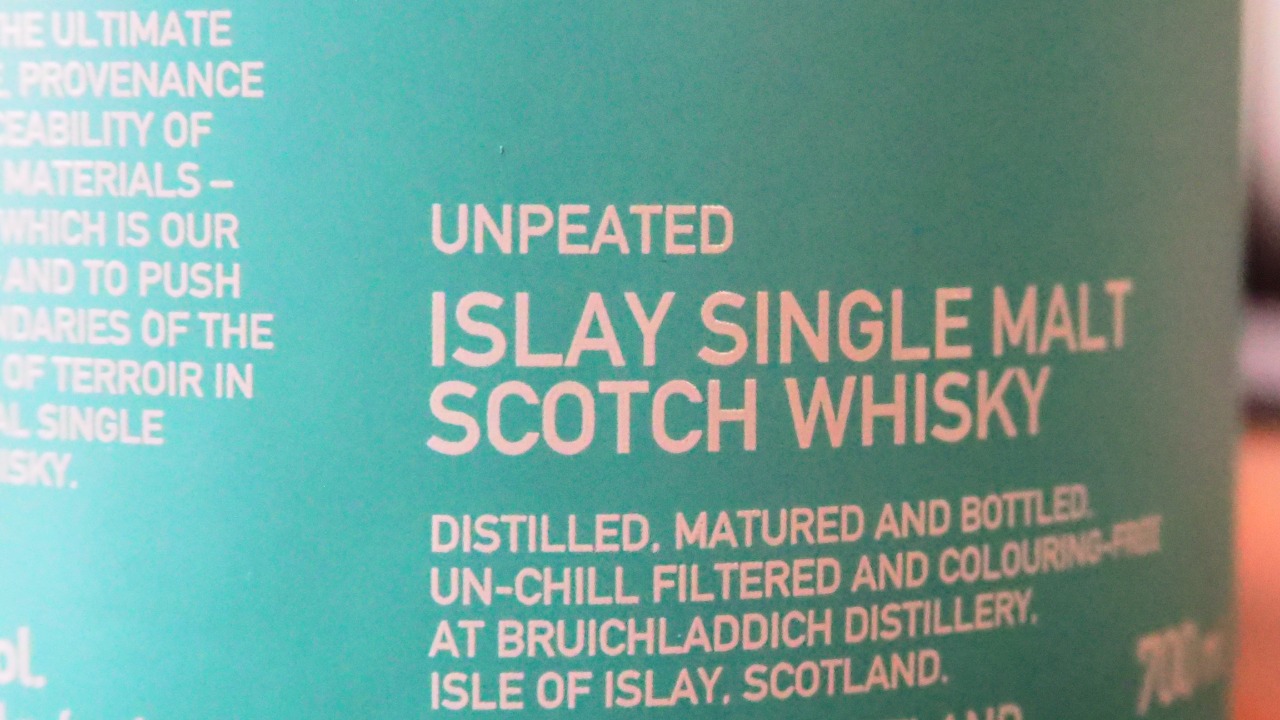 HE ULTIMATE
PROVENANCE
CEABILITY OF
MATERIALS –
WHICH IS OUR
AND TO PUSH
NDARIES OF THE
OF TERROIR IN
AL SINGLE
ISKY.
UNPEATED
ISLAY SINGLE MALT
SCOTCH WHISKY
DISTILLED, MATURED AND BOTTLED,
UN-CHILL FILTERED AND COLOURING-FREE
AT BRUICHLADDICH DISTILLERY,
ISLE OF ISLAY, SCOTLAND.
ol.
700